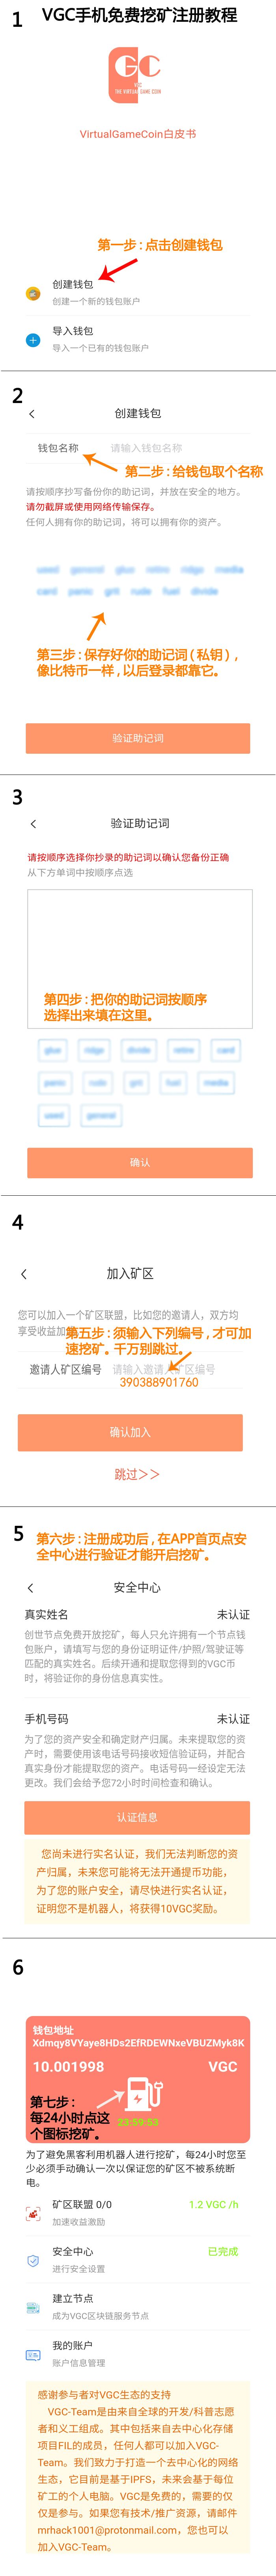 1 VGC手机免费挖矿注册教程
GC
VGC
THE VIRTUAL GAME COIN
VirtualGameCoin白皮书
第一步：点击创建钱包
创建钱包
创建一个新的钱包账户
导入钱包
导入一个已有的钱包账户
2
创建钱包
钱包名称 请输入钱包名称
第二步：给钱包取个名称
请按顺序抄写备份你的助记词，并放在安全的地方。
请勿截屏或使用网络传输保存。
任何人拥有你的助记词，将可以拥有你的资产。
used general glue retire ridge media
card panic grit rude fuel divide
第三步：保存好你的助记词（私钥），
像比特币一样，以后登录都靠它。
验证助记词
3
验证助记词
请按顺序选择你抄录的助记词以确认您备份正确
从下方单词中按顺序点选
第四步：把你的助记词按顺序
选择出来填在这里。
glue ridge divide retire card
panic rude grit fuel media
used general
确认
4
加入矿区
您可以加入一个矿区联盟，比如您的邀请人，双方均
享受收益加
第五步：须输入下列编号，才可加
速挖矿。千万别跳过。
邀请人矿区编号 请输入邀请人矿区编号
390388901760
确认加入
跳过>>
5 第六步：注册成功后，在APP首页点安
全中心进行验证才能开启挖矿。
安全中心
真实姓名 未认证
创世节点免费开放挖矿，每人只允许拥有一个节点钱
包账户，请填写与您的身份证明证件/护照/驾驶证等
匹配的真实姓名。后续开通和提取您得到的VGC币
时，将验证你的身份信息真实性。
手机号码 未认证
为了您的资产安全和确定财产归属。未来提取您的资
产时，需要使用该电话号码接收短信验证码，并配合
真实身份才能提取您的资产。电话号码一经设定无法
更改。我们会给予您72小时时间检查和确认。
认证信息
您尚未进行实名认证，我们无法判断您的资
产归属，未来您可能将无法开通提币功能，
为了您的账户安全，请尽快进行实名认证，
证明您不是机器人，将获得10VGC奖励。
6
钱包地址
Xdmqy8VYaye8HDs2EfRDEWNxeVBUZMyk8K
10.001998 VGC
第七步：
每24小时点这
个图标挖矿。
23:59:53
为了避免黑客利用机器人进行挖矿，每24小时您至
少必须手动确认一次以保证您的矿区不被系统断
电。
矿区联盟 0/0 1.2 VGC /h
加速收益激励
安全中心 已完成
进行安全设置
建立节点
成为VGC区块链服务节点
我的账户
账户信息管理
感谢参与者对VGC生态的支持
VGC-Team是由来自全球的开发/科普志愿
者和义工组成。其中包括来自去中心化存储
项目FIL的成员，任何人都可以加入VGC-
Team。我们致力于打造一个去中心化的网络
生态，它目前是基于IPFS，未来会基于每位
矿工的个人电脑。VGC是免费的，需要的仅
仅是参与。如果您有技术/推广资源，请邮件
mrhack1001@protonmail.com，您也可以
加入VGC-Team。